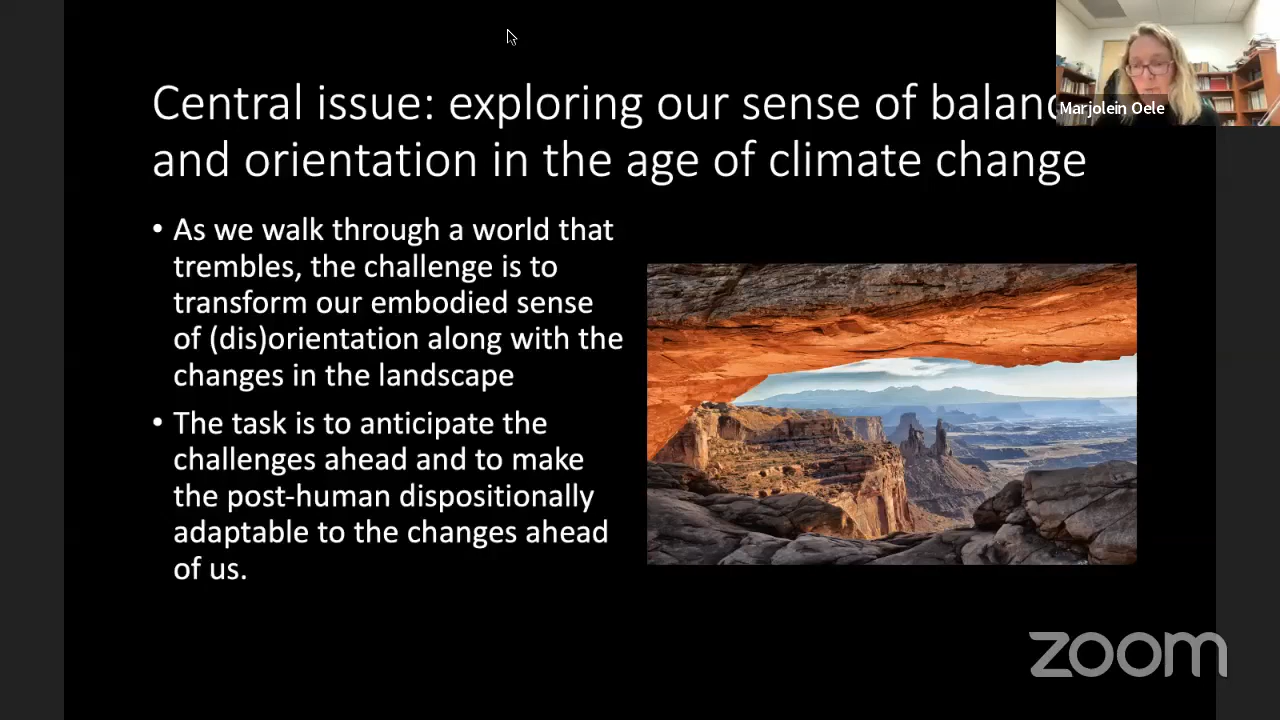 Central issue: exploring our sense of balanc
and orientation in the age of climate change
Marjolein Oele
• As we walk through a world that
trembles, the challenge is to
transform our embodied sense
of (dis)orientation along with the
changes in the landscape
• The task is to anticipate the
challenges ahead and to make
the post-human dispositionally
adaptable to the changes ahead
of us.
zoom